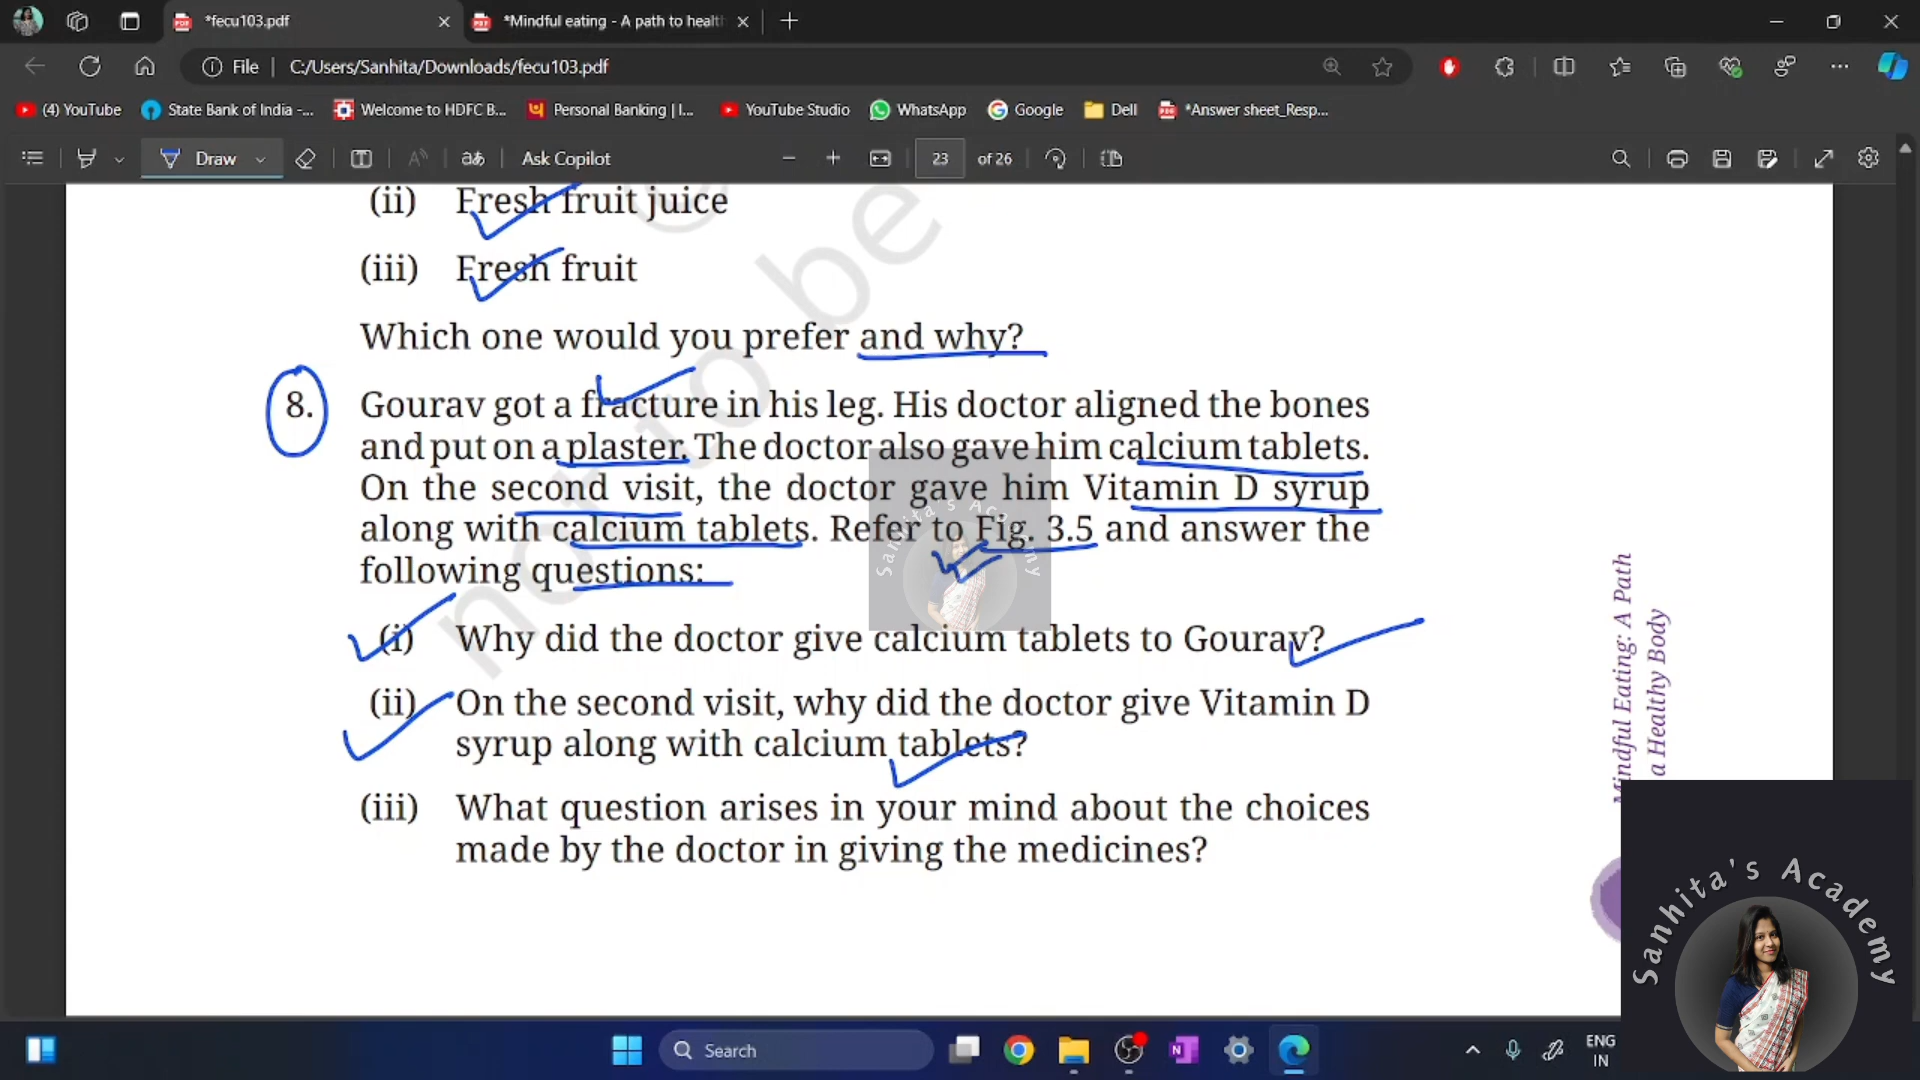 *fecu103.pdf
*Mindful eating - A path to healt
File
C:/Users/Sanhita/Downloads/fecu103.pdf
(4) YouTube
State Bank of India -...
Welcome to HDFC B...
Personal Banking | I...
YouTube Studio
WhatsApp
Google
Dell
*Answer sheet_Resp...
Draw
Ask Copilot
23 of 26
(ii) Fresh fruit juice
(iii) Fresh fruit
Which one would you prefer and why?
8. Gourav got a fracture in his leg. His doctor aligned the bones
and put on a plaster. The doctor also gave him calcium tablets.
On the second visit, the doctor gave him Vitamin D syrup
along with calcium tablets. Refer to Fig. 3.5 and answer the
following questions:
(i) Why did the doctor give calcium tablets to Gourav?
(ii) On the second visit, why did the doctor give Vitamin D
syrup along with calcium tablets?
(iii) What question arises in your mind about the choices
made by the doctor in giving the medicines?
not to be
Mindful Eating: A Path
a Healthy Body
Sanhita's Academy
Sanhita's Academy
Search
ENG
IN